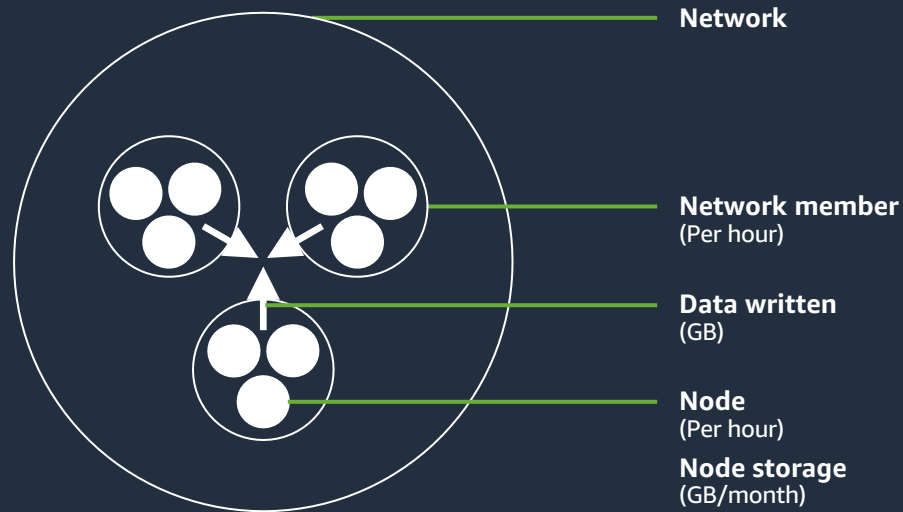 Network
Network member
(Per hour)
Data written
(GB)
Node
(Per hour)
Node storage
(GB/month)